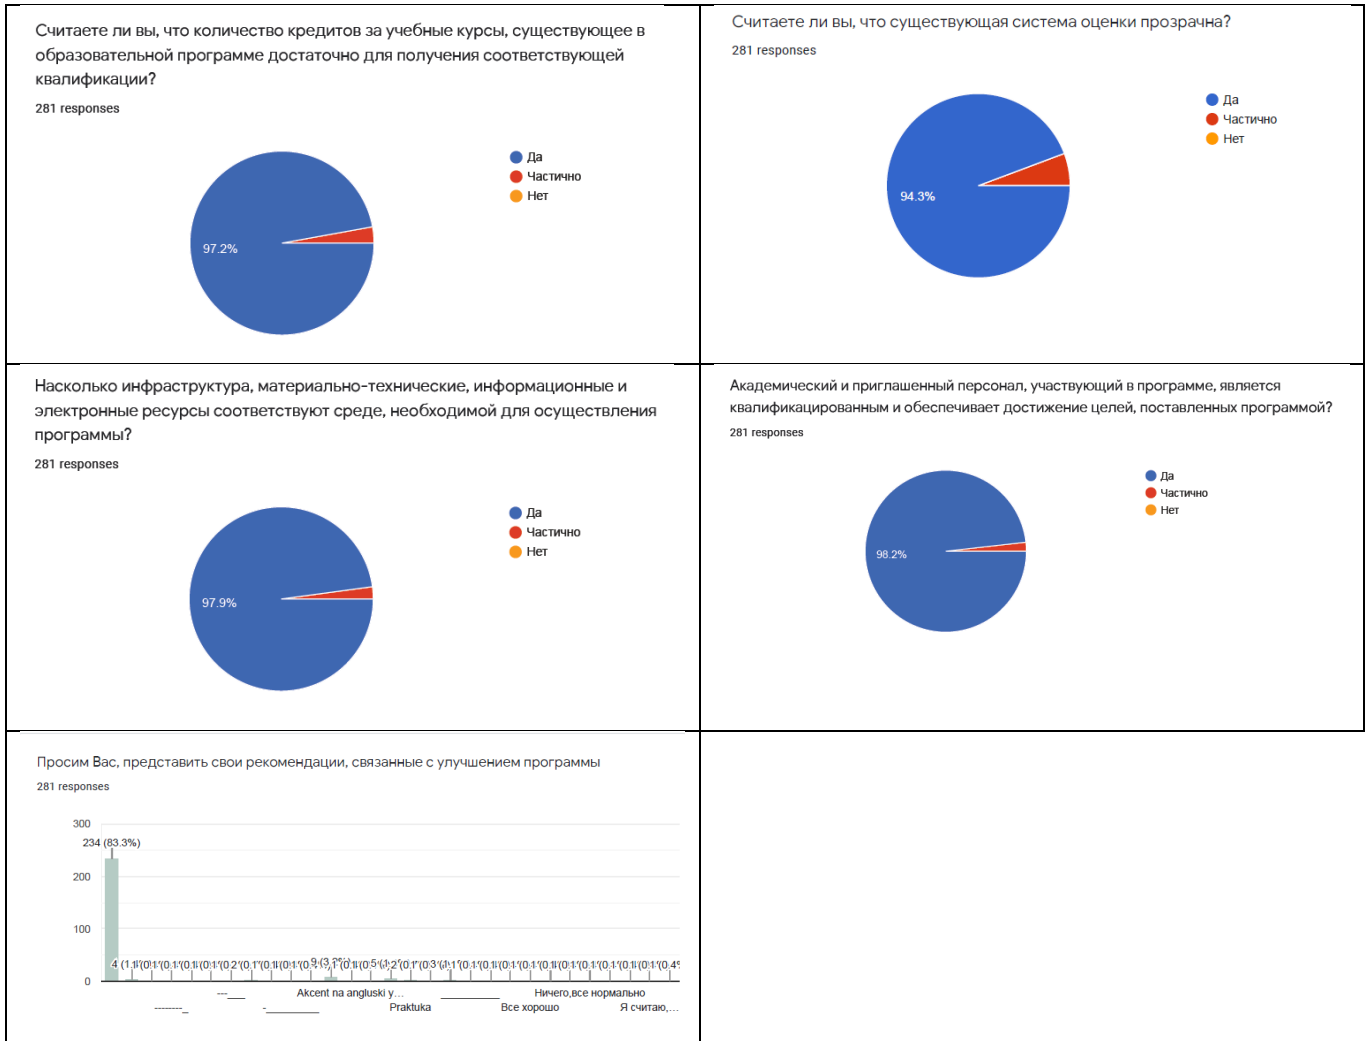 Считаете ли вы, что количество кредитов за учебные курсы, существующее в
образовательной программе достаточно для получения соответствующей
квалификации?
281 responses
Да
Частично
Нет
97.2%
Считаете ли вы, что существующая система оценки прозрачна?
281 responses
Да
Частично
Нет
94.3%
Насколько инфраструктура, материально-технические, информационные и
электронные ресурсы соответствуют среде, необходимой для осуществления
программы?
281 responses
Да
Частично
Нет
97.9%
Академический и приглашенный персонал, участвующий в программе, является
квалификацированным и обеспечивает достижение целей, поставленных программой?
281 responses
Да
Частично
Нет
98.2%
Просим Вас, представить свои рекомендации, связанные с улучшением программы
281 responses
300
234 (83.3%)
200
100
0
---___ Akcent na angluski y… __________ Ничего,все нормально
--------_ -_________ Praktuka Все хорошо Я считаю,…